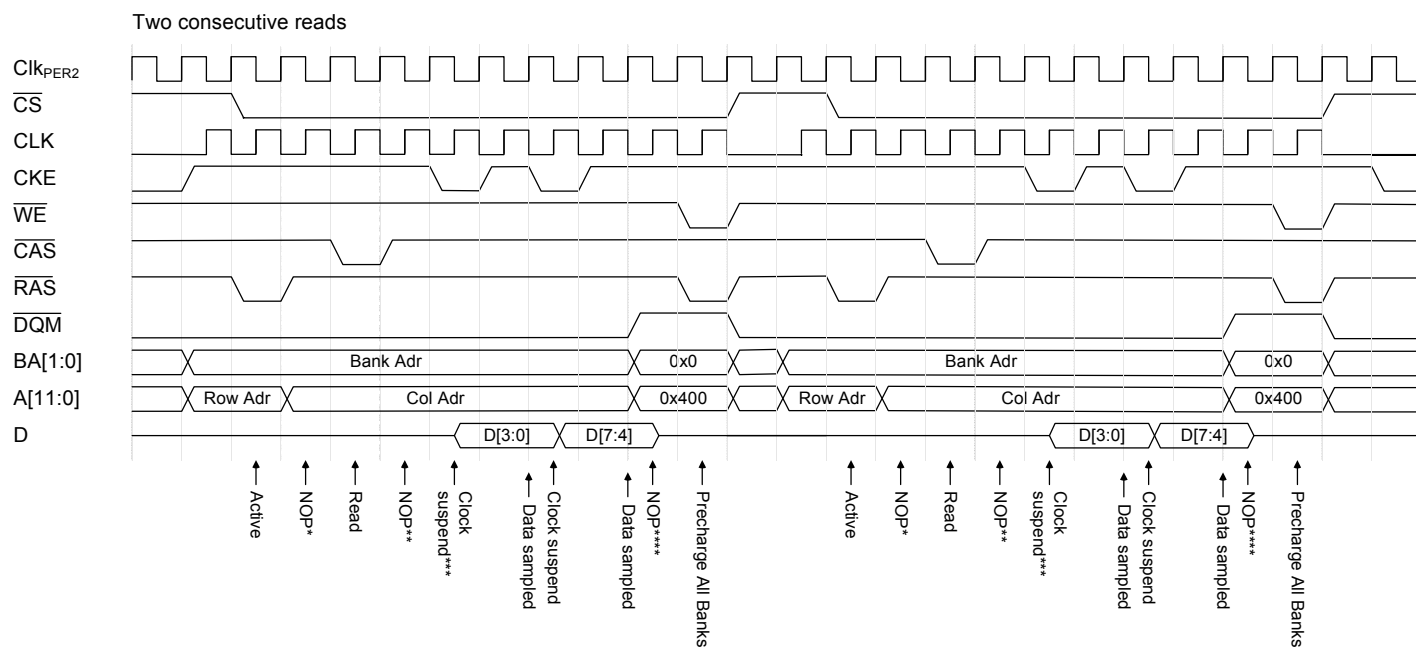 Two consecutive reads
ClkPER2
CS
CLK
CKE
WE
CAS
RAS
DQM
BA[1:0] Bank Adr 0x0 Bank Adr 0x0
A[11:0] Row Adr Col Adr 0x400 Row Adr Col Adr 0x400
D D[3:0] D[7:4] D[3:0] D[7:4]
Active
NOP*
Read
NOP**
Clock
suspend***
Data sampled
Clock suspend
Data sampled
NOP****
Precharge All Banks
Active
NOP*
Read
NOP**
Clock
suspend***
Data sampled
Clock suspend
Data sampled
NOP****
Precharge All Banks